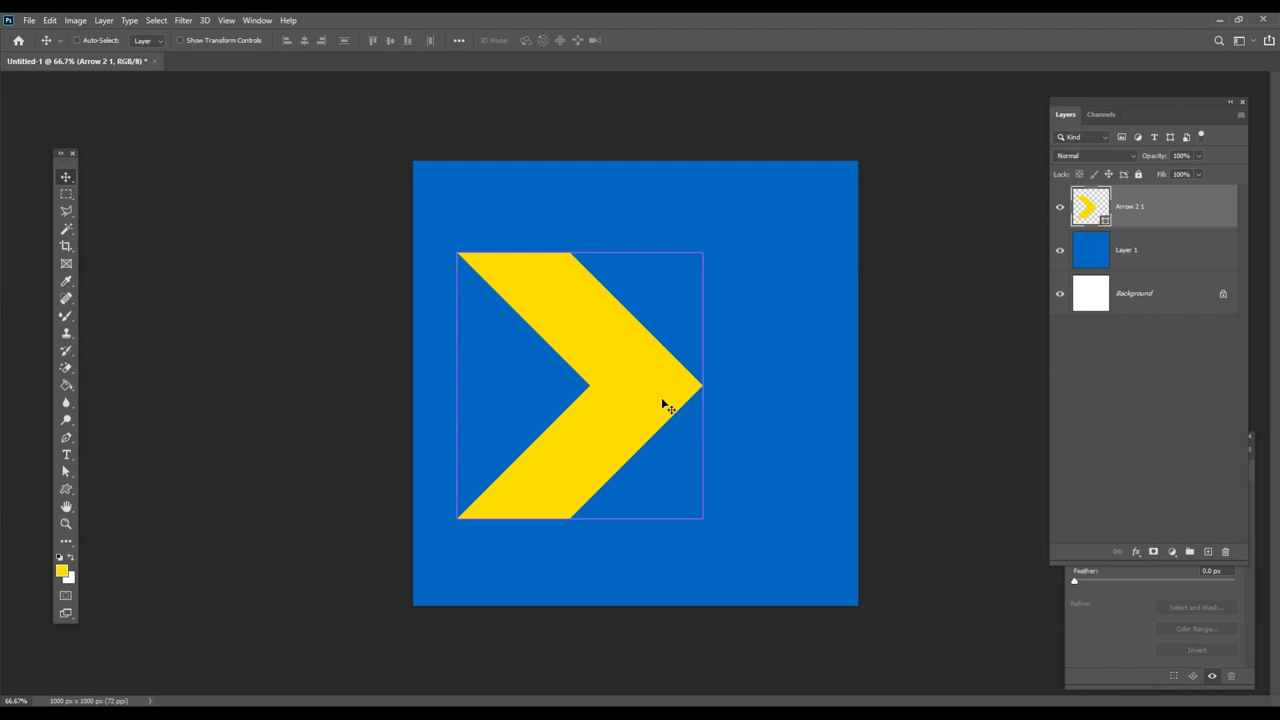 Ps File Edit Image Layer Type Select Filter 3D View Window Help
Auto-Select: Layer Show Transform Controls 3D Mode:
Untitled-1 @ 66.7% (Arrow 2 1, RGB/8) *
Layers Channels
Kind
Normal Opacity: 100%
Lock: Fill: 100%
Arrow 2 1
Layer 1
Background
Feather: 0.0 px
Refine: Select and Mask...
Color Range...
Invert
66.67% 1000 px x 1000 px (72 ppi)